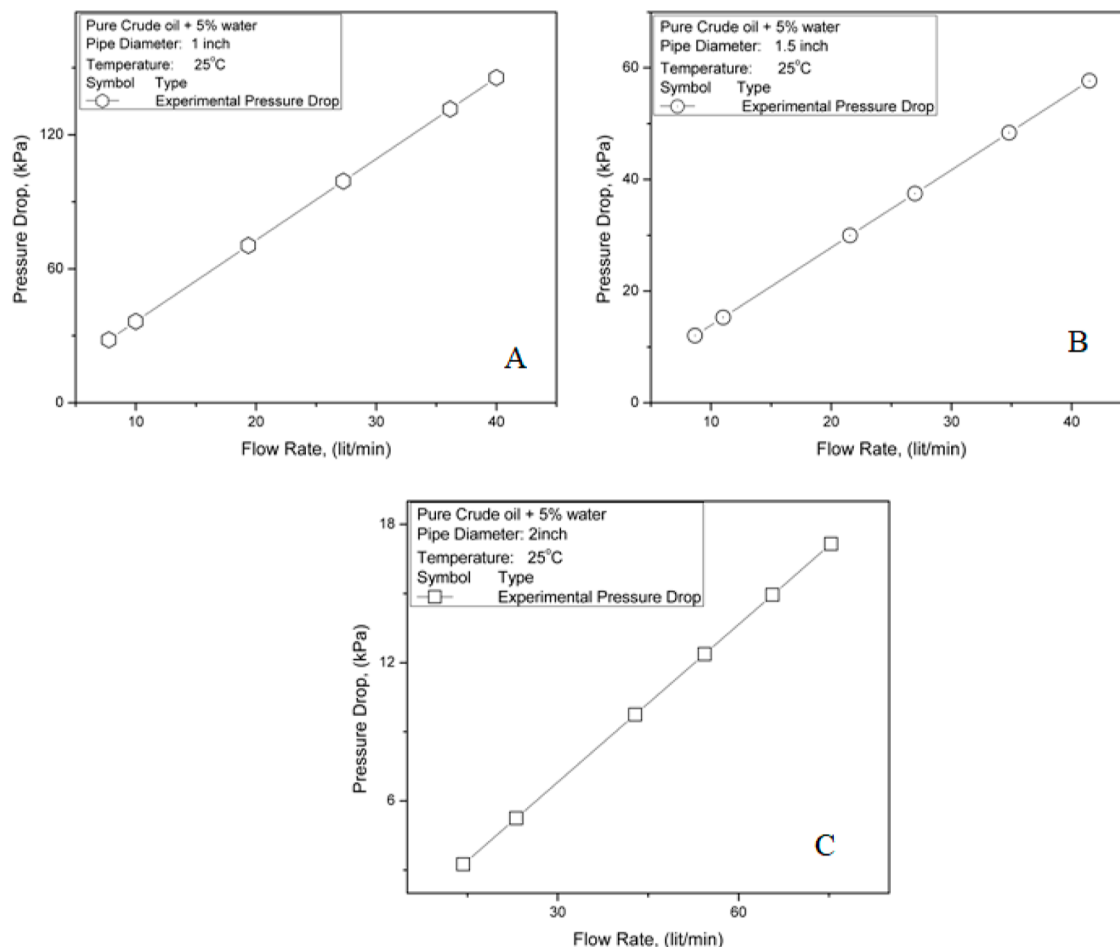 Pure Crude oil + 5% water
Pipe Diameter: 1 inch
Temperature: 25°C
Symbol Type
Experimental Pressure Drop
120
60
0
Pressure Drop, (kPa)
A
10 20 30 40
Flow Rate, (lit/min)
Pure Crude oil + 5% water
Pipe Diameter: 1.5 inch
Temperature: 25°C
Symbol Type
Experimental Pressure Drop
60
40
20
0
Pressure Drop, (kPa)
B
10 20 30 40
Flow Rate, (lit/min)
Pure Crude oil + 5% water
Pipe Diameter: 2inch
Temperature: 25°C
Symbol Type
Experimental Pressure Drop
18
12
6
Pressure Drop, (kPa)
C
30 60
Flow Rate, (lit/min)